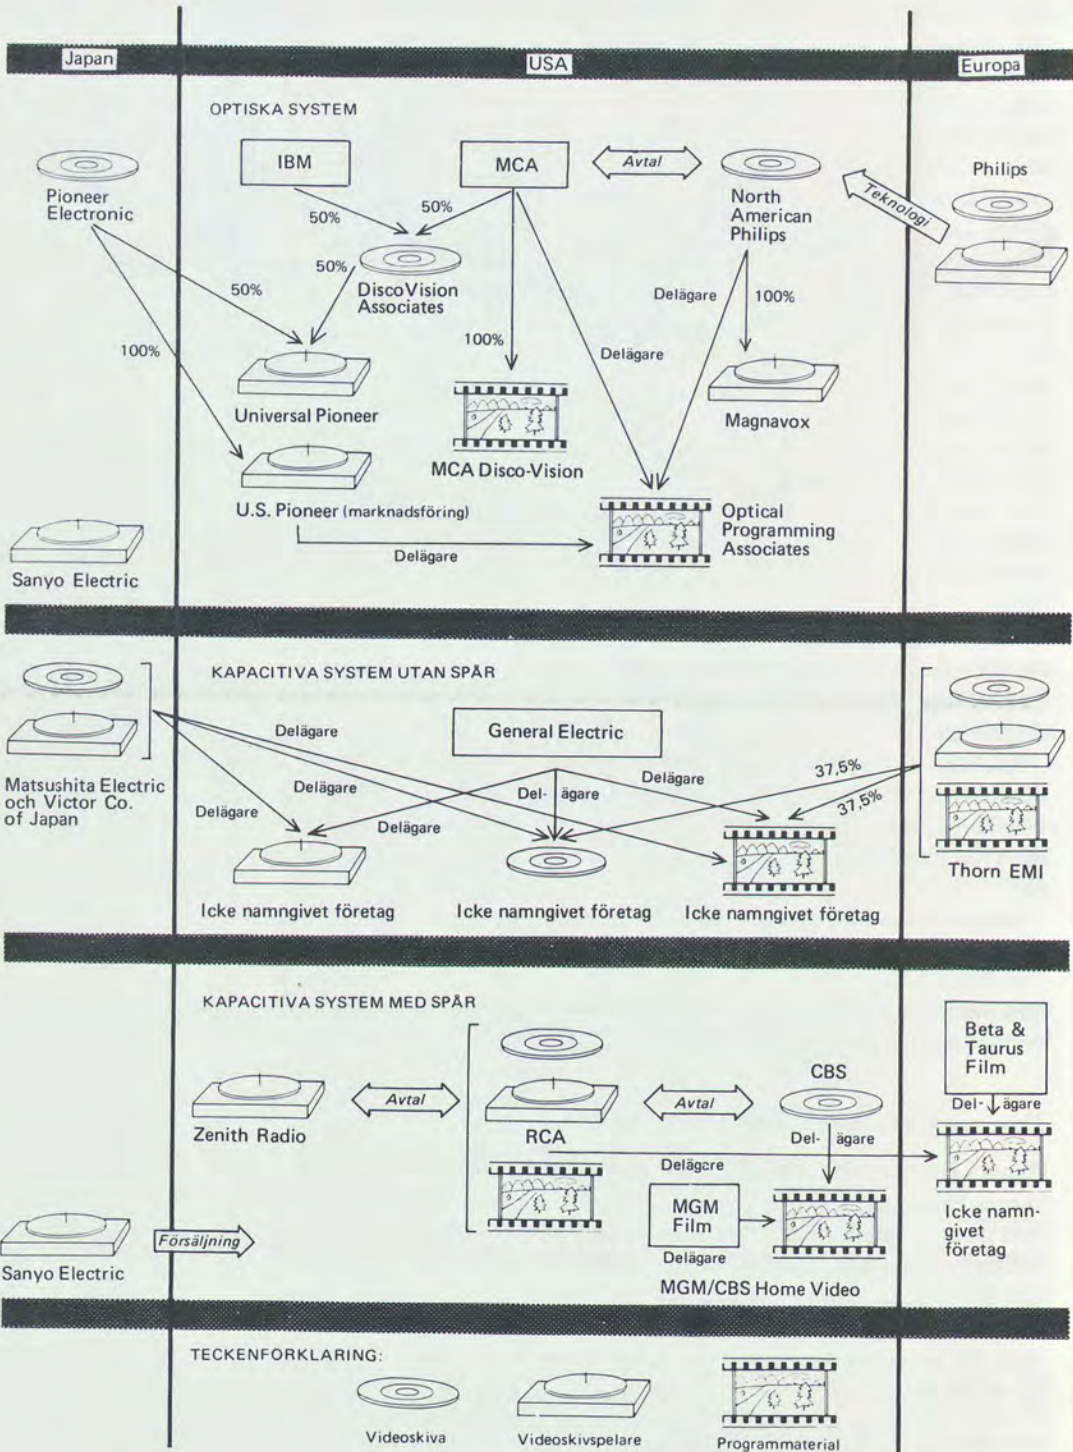 Japan
USA
Europa
OPTISKA SYSTEM
IBM
MCA
Avtal
Pioneer
Electronic
North
American
Philips
Teknologi
Philips
50%
50%
50%
DiscoVision
Associates
50%
100%
100%
Delägare
100%
Delägare
Universal Pioneer
MCA Disco-Vision
Magnavox
U.S. Pioneer (marknadsföring)
Delägare
Optical
Programming
Associates
Sanyo Electric
KAPACITIVA SYSTEM UTAN SPÅR
General Electric
Delägare
Delägare
Delägare
Delägare
Delägare
Del- ägare
37,5%
37,5%
Matsushita Electric
och Victor Co.
of Japan
Thorn EMI
Icke namngivet företag
Icke namngivet företag
Icke namngivet företag
KAPACITIVA SYSTEM MED SPÅR
Zenith Radio
Avtal
RCA
Avtal
CBS
Del- ägare
Delägare
Beta &
Taurus
Film
Del- ägare
Icke namn-
givet
företag
MGM
Film
Delägare
MGM/CBS Home Video
Sanyo Electric
Försäljning
TECKENFÖRKLARING:
Videoskiva
Videoskivspelare
Programmaterial